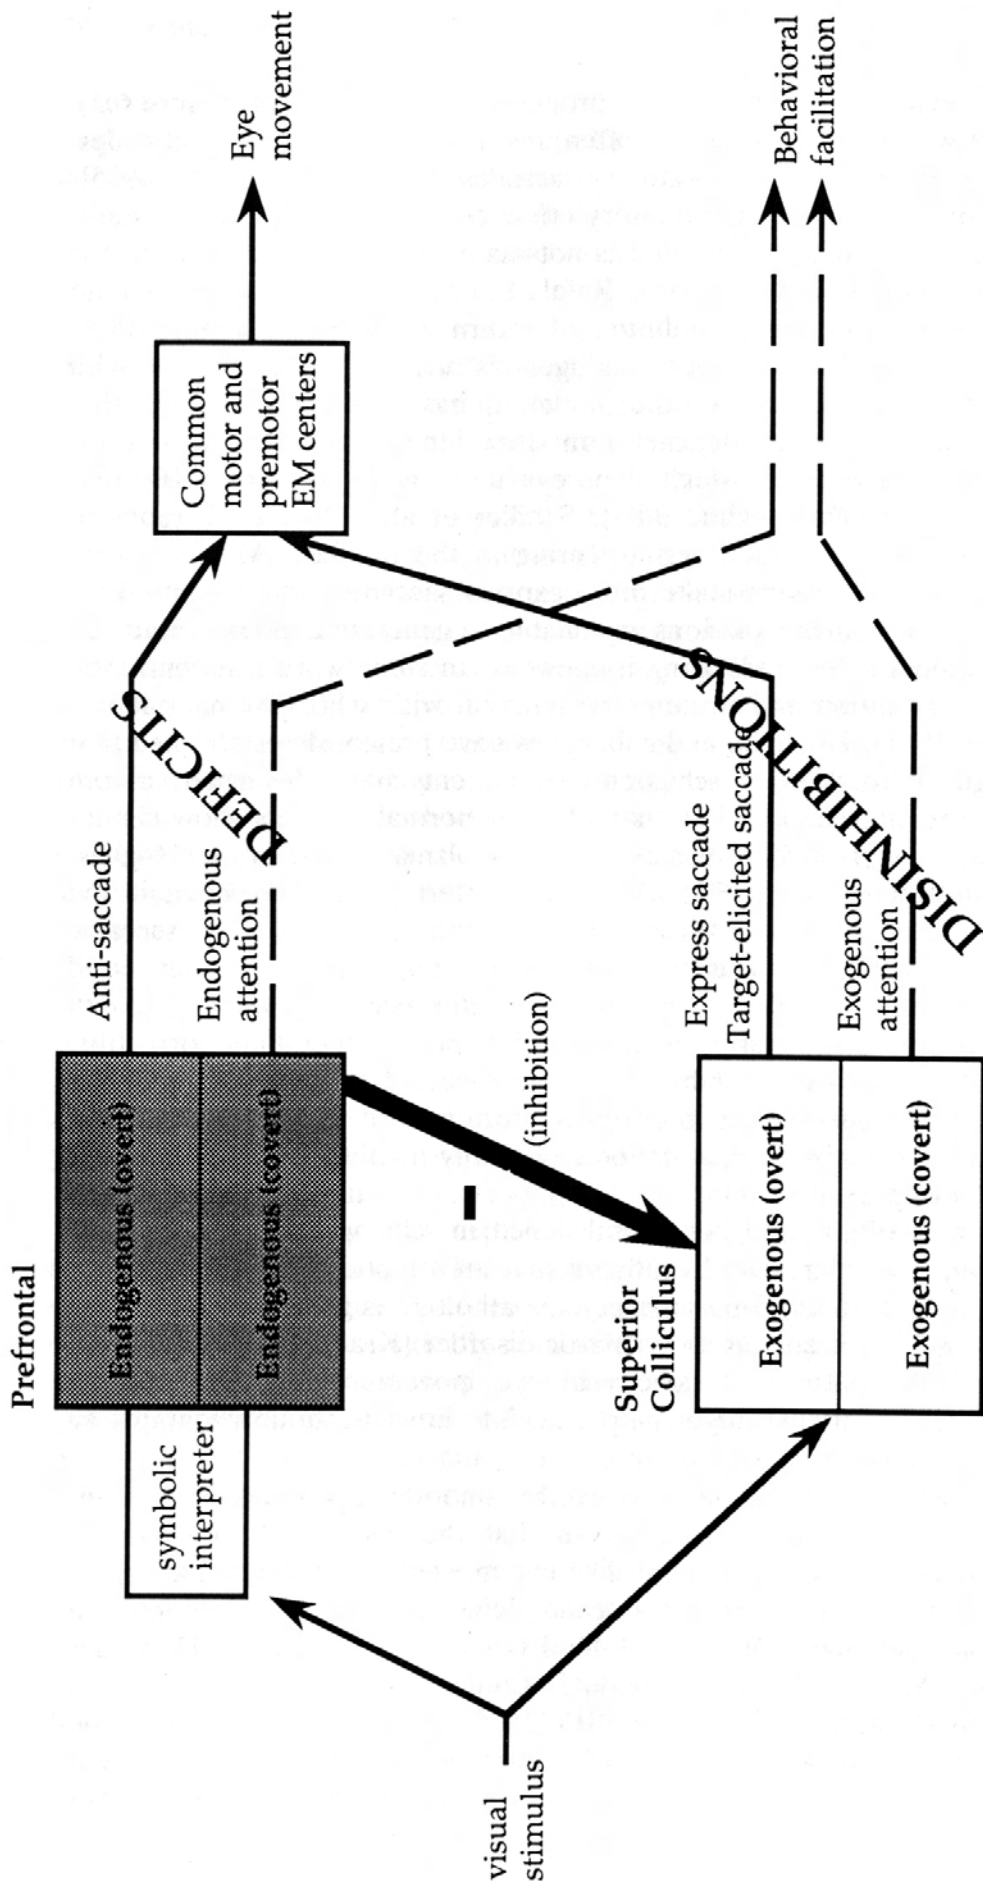 Prefrontal
symbolic
interpreter
Endogenous (overt)
Endogenous (covert)
Anti-saccade
Endogenous
attention
DEFICITS
Common
motor and
premotor
EM centers
Eye
movement
visual
stimulus
(inhibition)
Superior
Colliculus
Exogenous (overt)
Exogenous (covert)
Express saccade
Target-elicited saccade
Exogenous
attention
DISINHIBITIONS
Behavioral
facilitation